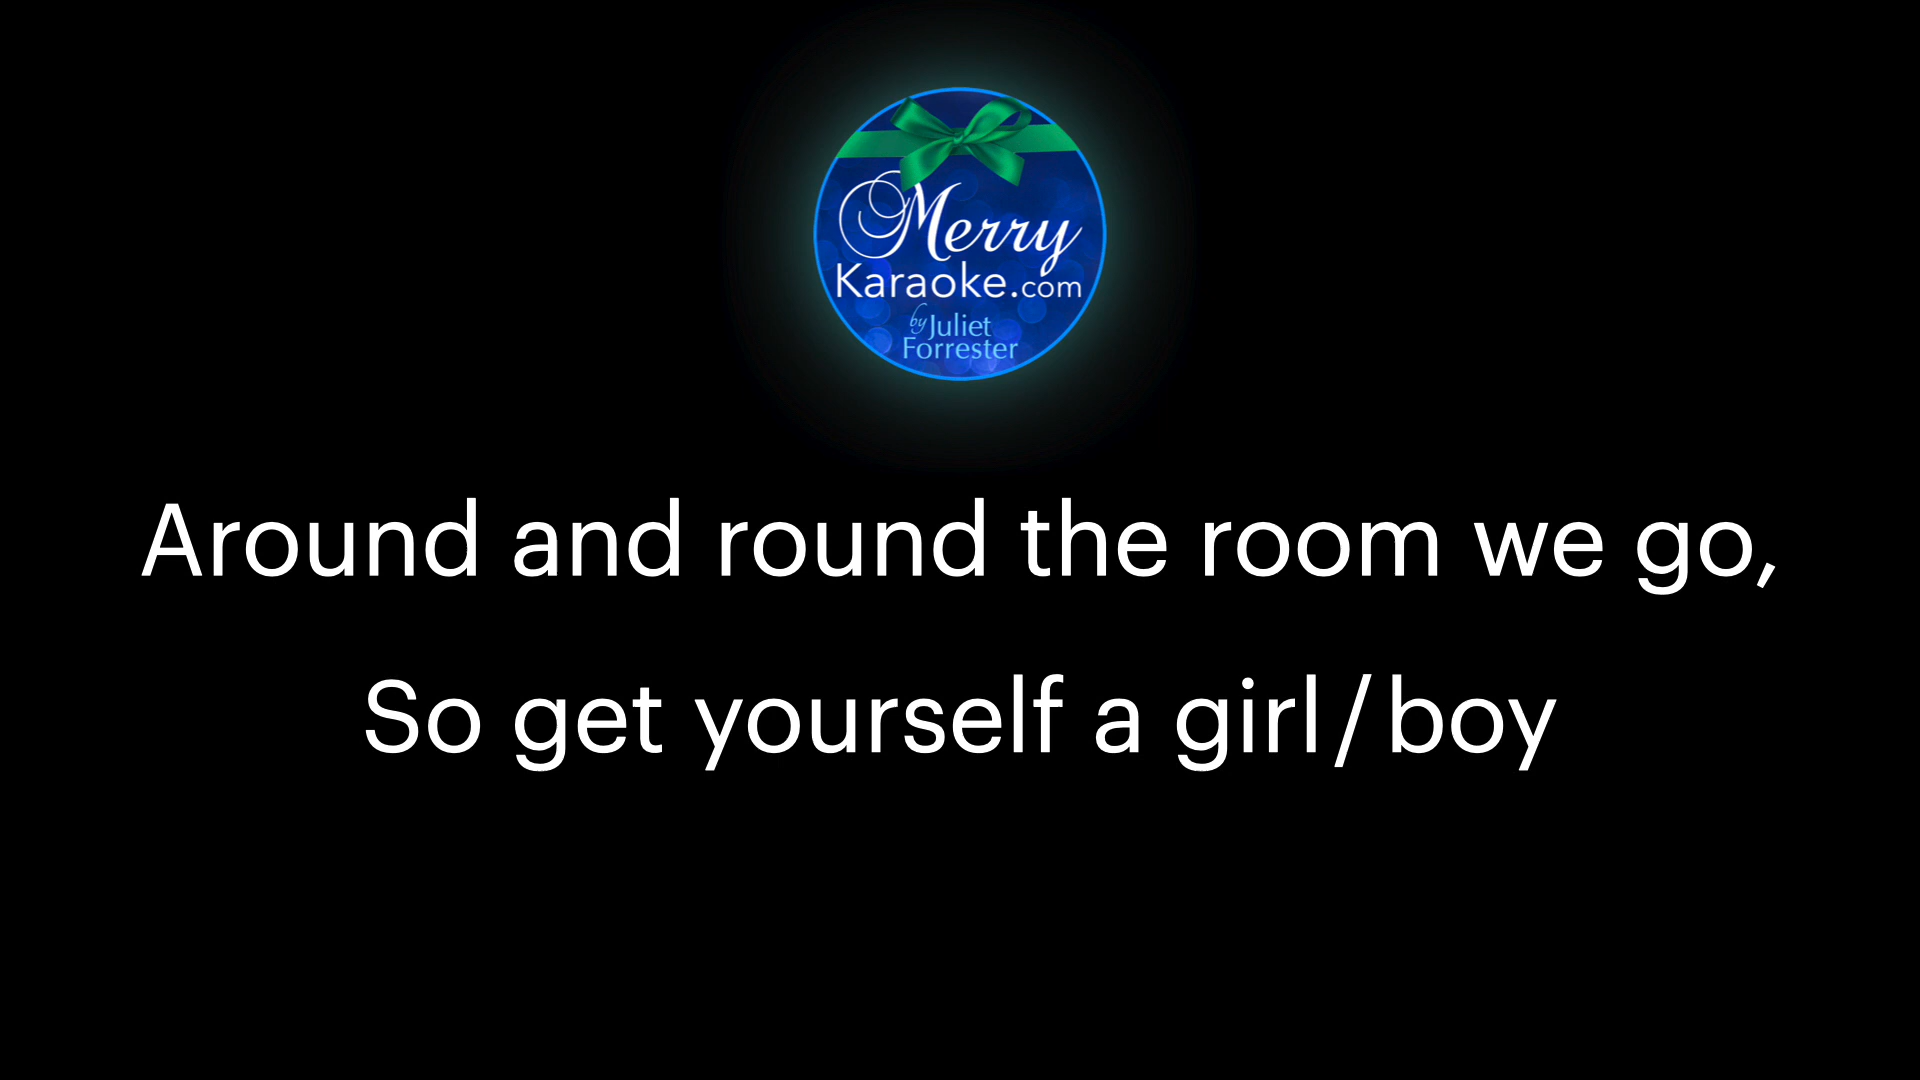 Merry
Karaoke.com
by Juliet
Forrester
Around and round the room we go,
So get yourself a girl/boy